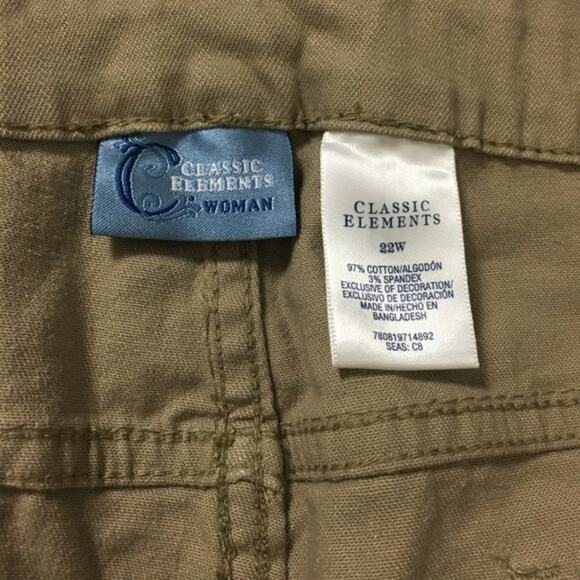 CLASSIC
ELEMENTS
WOMAN
CLASSIC
ELEMENTS
22W
97% COTTON/ALGODÓN
3% SPANDEX
EXCLUSIVE OF DECORATION/
EXCLUSIVO DE DECORACIÓN
MADE IN/HECHO EN
BANGLADESH
780819714892
SEAS: C8